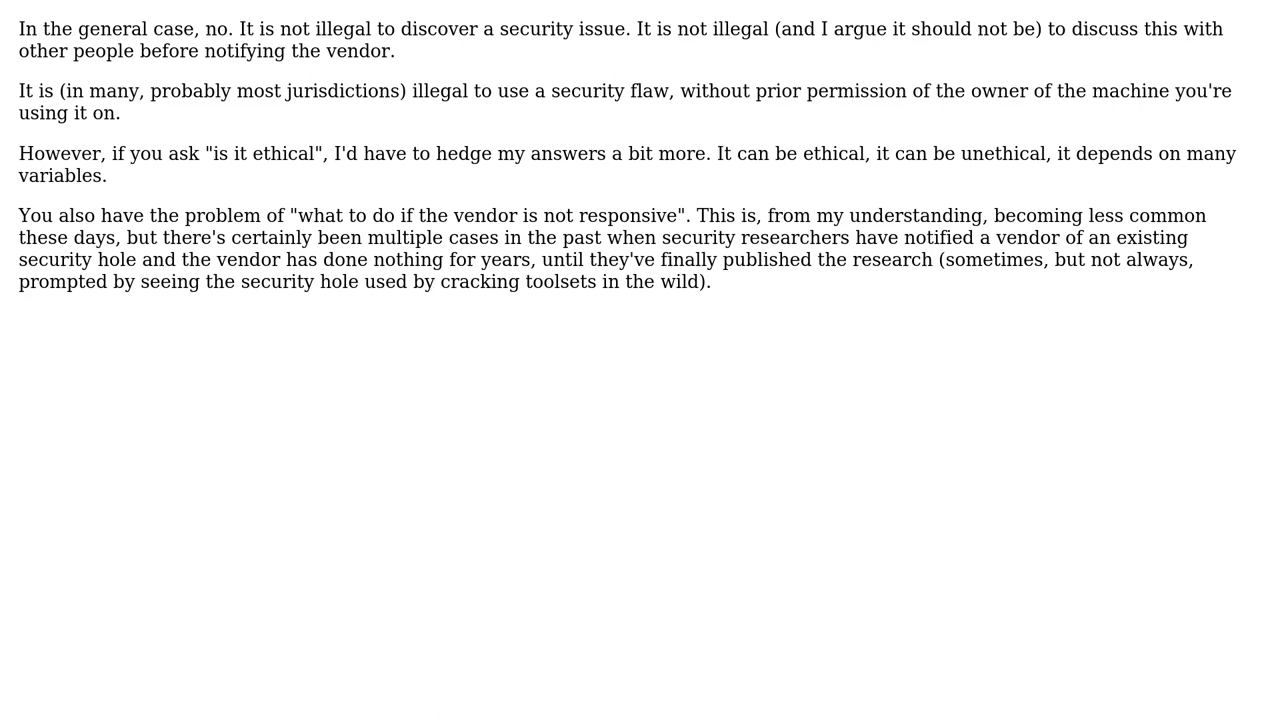 In the general case, no. It is not illegal to discover a security issue. It is not illegal (and I argue it should not be) to discuss this with
other people before notifying the vendor.
It is (in many, probably most jurisdictions) illegal to use a security flaw, without prior permission of the owner of the machine you're
using it on.
However, if you ask "is it ethical", I'd have to hedge my answers a bit more. It can be ethical, it can be unethical, it depends on many
variables.
You also have the problem of "what to do if the vendor is not responsive". This is, from my understanding, becoming less common
these days, but there's certainly been multiple cases in the past when security researchers have notified a vendor of an existing
security hole and the vendor has done nothing for years, until they've finally published the research (sometimes, but not always,
prompted by seeing the security hole used by cracking toolsets in the wild).